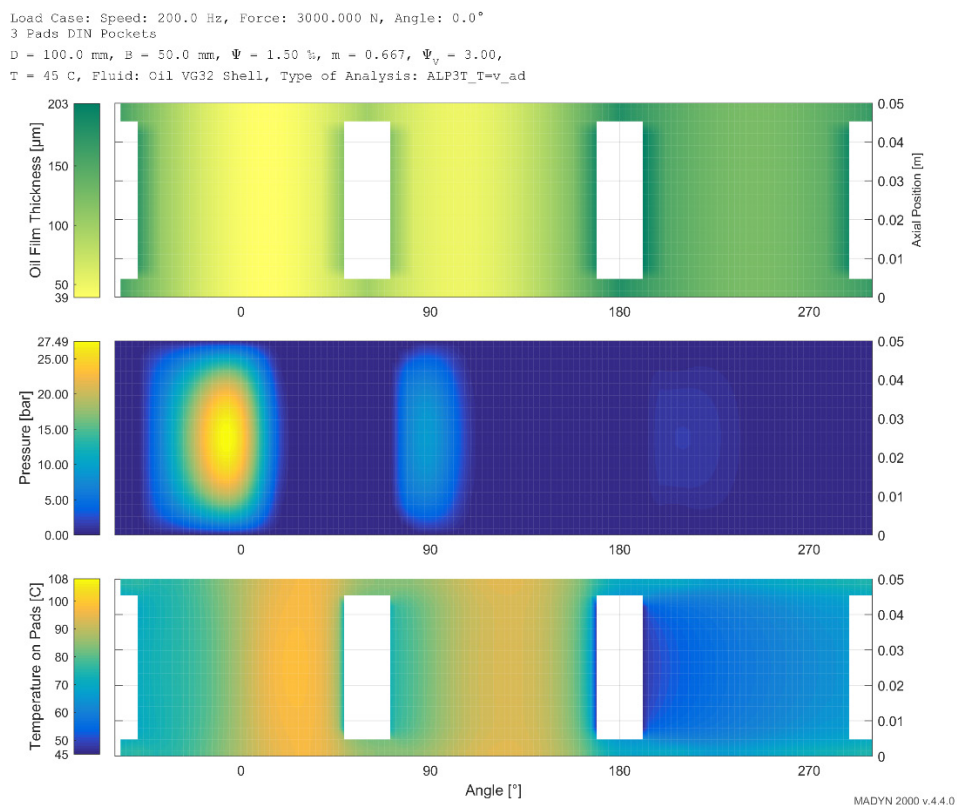 Load Case: Speed: 200.0 Hz, Force: 3000.000 N, Angle: 0.0°
3 Pads DIN Pockets
D = 100.0 mm, B = 50.0 mm, Ψ = 1.50 ‰, m = 0.667, Ψv = 3.00,
T = 45 C, Fluid: Oil VG32 Shell, Type of Analysis: ALP3T_T=v_ad
Oil Film Thickness [µm]
203
150
100
50
39
0 90 180 270
0.05
0.04
0.03
0.02
0.01
0
Axial Position [m]
Pressure [bar]
27.49
25.00
20.00
15.00
10.00
5.00
0.00
0 90 180 270
0.05
0.04
0.03
0.02
0.01
0
Temperature on Pads [C]
108
100
90
80
70
60
50
45
0 90 180 270
0.05
0.04
0.03
0.02
0.01
0
Angle [°]
MADYN 2000 v.4.4.0